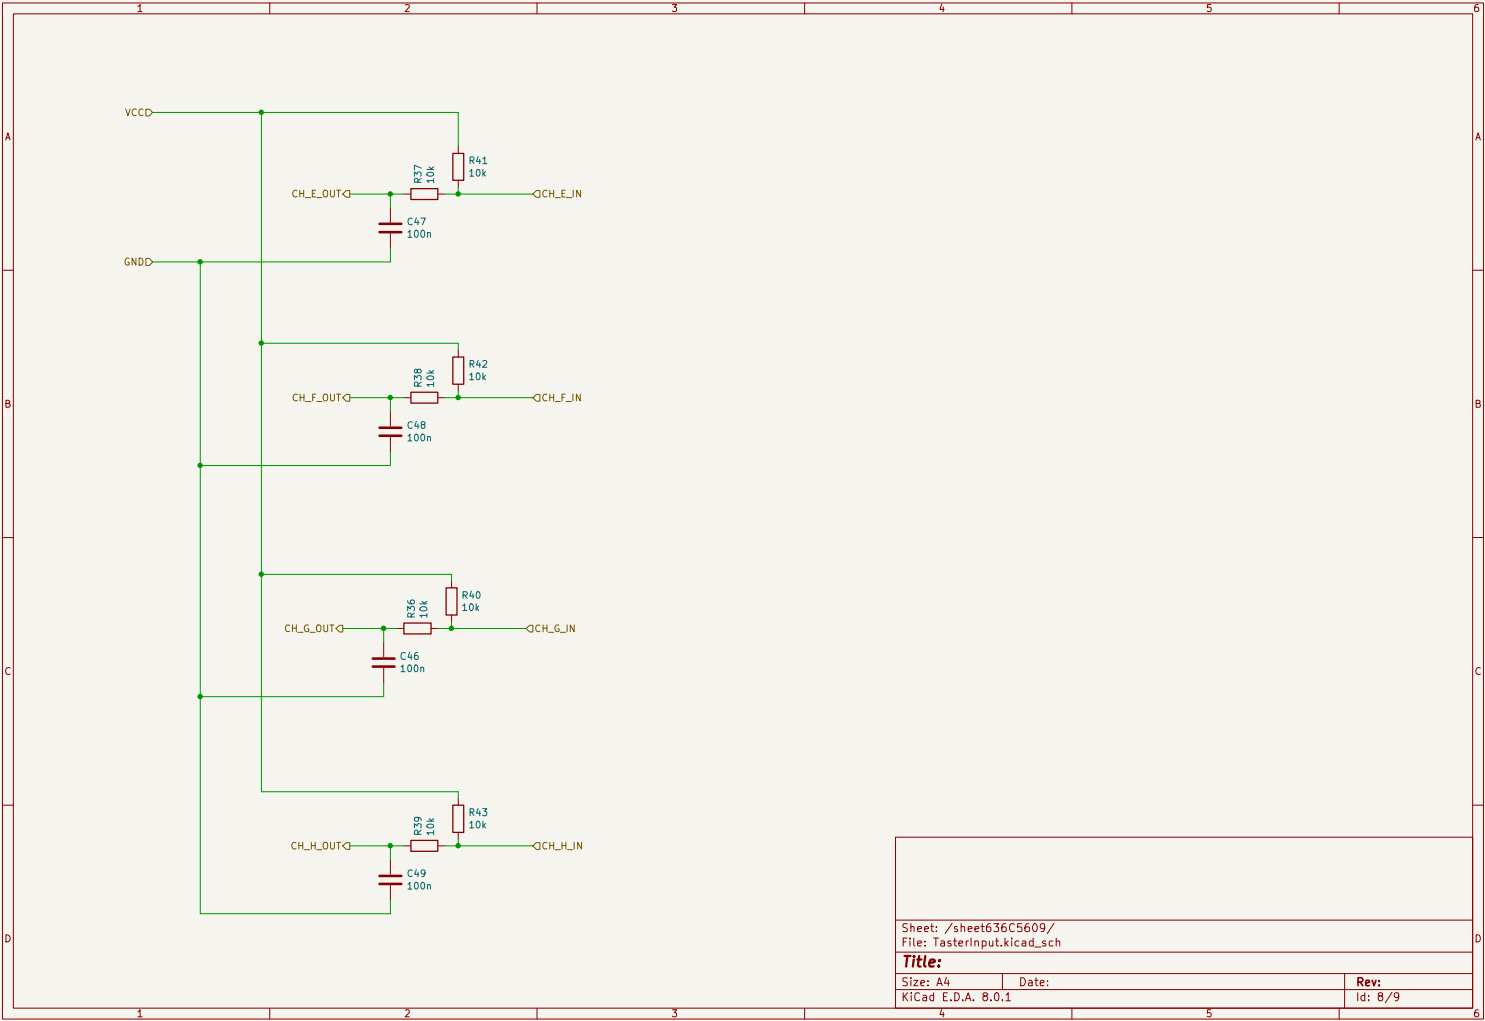 1 2 3 4 5 6
A A
B B
C C
D D
VCC
R41
10k
R37
10k
CH_E_OUT
CH_E_IN
C47
100n
GND
R42
10k
R38
10k
CH_F_OUT
CH_F_IN
C48
100n
R40
10k
R36
10k
CH_G_OUT
CH_G_IN
C46
100n
R43
10k
R39
10k
CH_H_OUT
CH_H_IN
C49
100n
Sheet: /sheet636C5609/
File: TasterInput.kicad_sch
Title:
Size: A4 Date: Rev:
KiCad E.D.A. 8.0.1 Id: 8/9
1 2 3 4 5 6